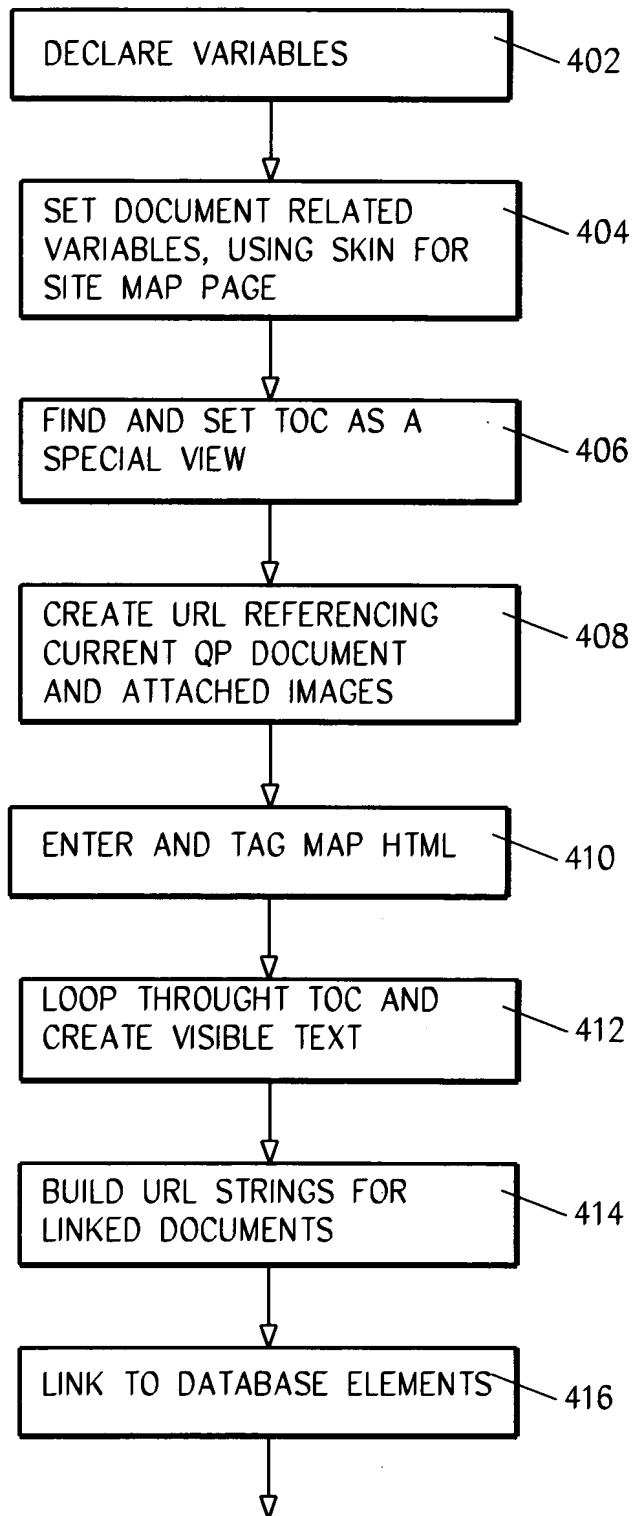 DECLARE VARIABLES
402
SET DOCUMENT RELATED
VARIABLES, USING SKIN FOR
SITE MAP PAGE
404
FIND AND SET TOC AS A
SPECIAL VIEW
406
CREATE URL REFERENCING
CURRENT QP DOCUMENT
AND ATTACHED IMAGES
408
ENTER AND TAG MAP HTML
410
LOOP THROUGHT TOC AND
CREATE VISIBLE TEXT
412
BUILD URL STRINGS FOR
LINKED DOCUMENTS
414
LINK TO DATABASE ELEMENTS
416